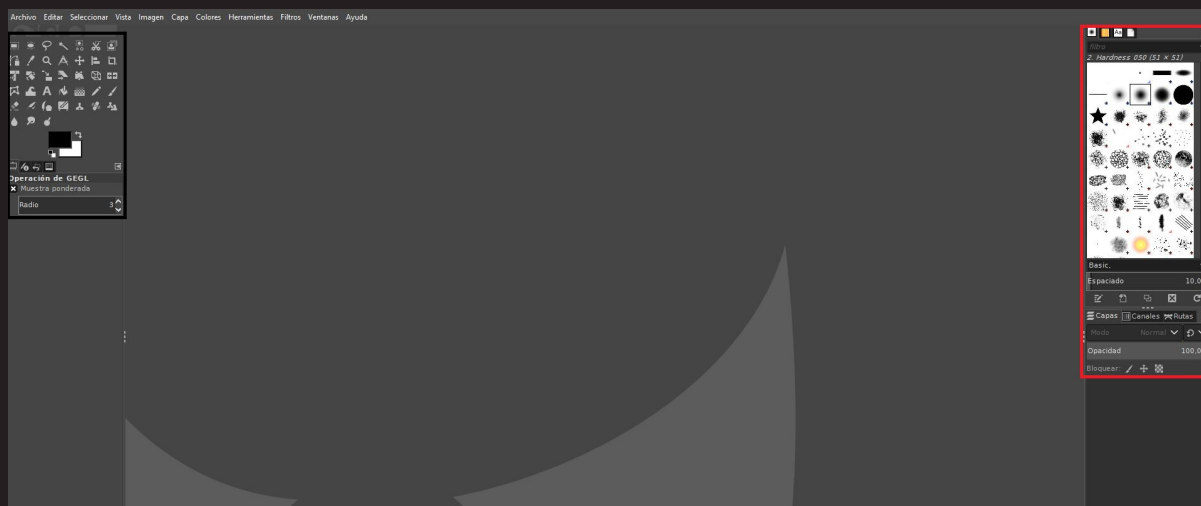 Archivo Editar Seleccionar Vista Imagen Capa Colores Herramientas Filtros Ventanas Ayuda
Operación de GEGL
Muestra ponderada
Radio 3
filtro
2. Hardness 050 (51 × 51)
Basic,
Espaciado 10,0
Capas Canales Rutas
Modo Normal
Opacidad 100,0
Bloquear: